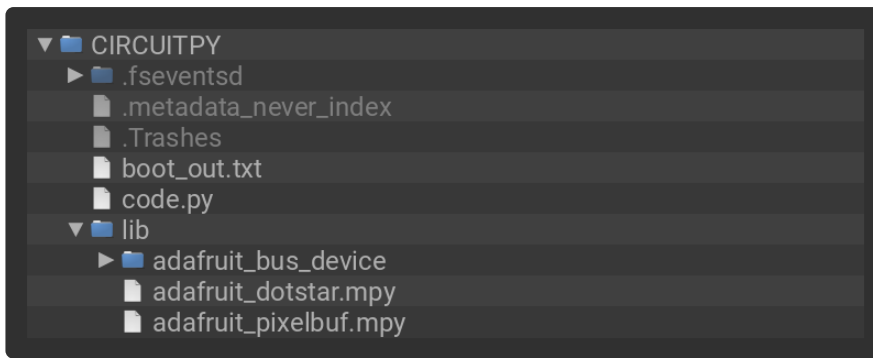 CIRCUITPY
.fseventsd
.metadata_never_index
.Trashes
boot_out.txt
code.py
lib
adafruit_bus_device
adafruit_dotstar.mpy
adafruit_pixelbuf.mpy